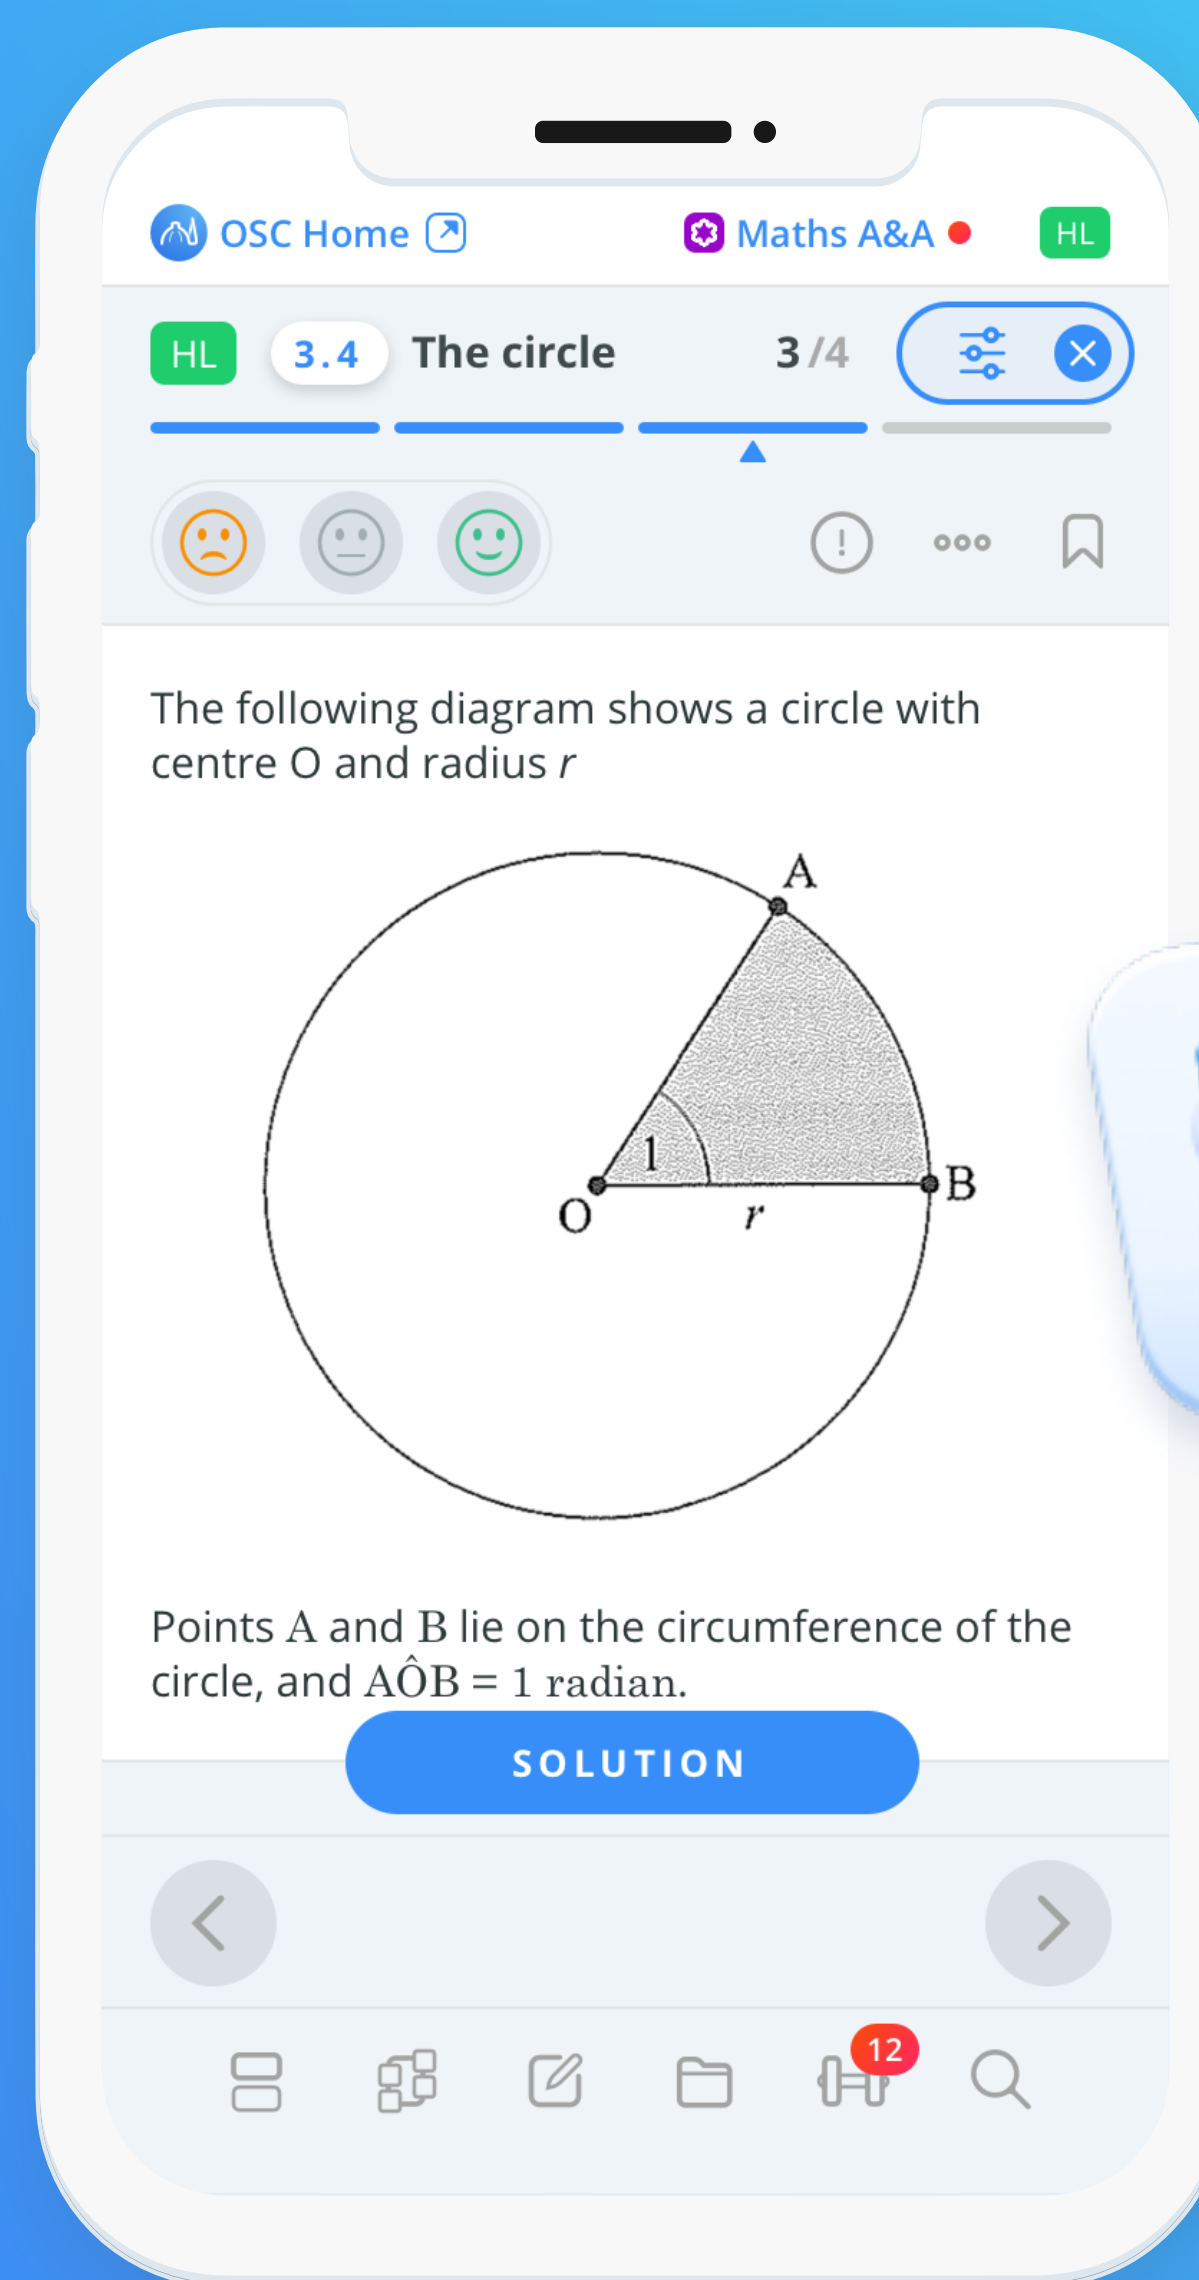 OSC Home
Maths A&A
HL
HL
3.4
The circle
3/4
The following diagram shows a circle with
centre O and radius r
A
1
O
r
B
Points A and B lie on the circumference of the
circle, and AÔB = 1 radian.
SOLUTION
12